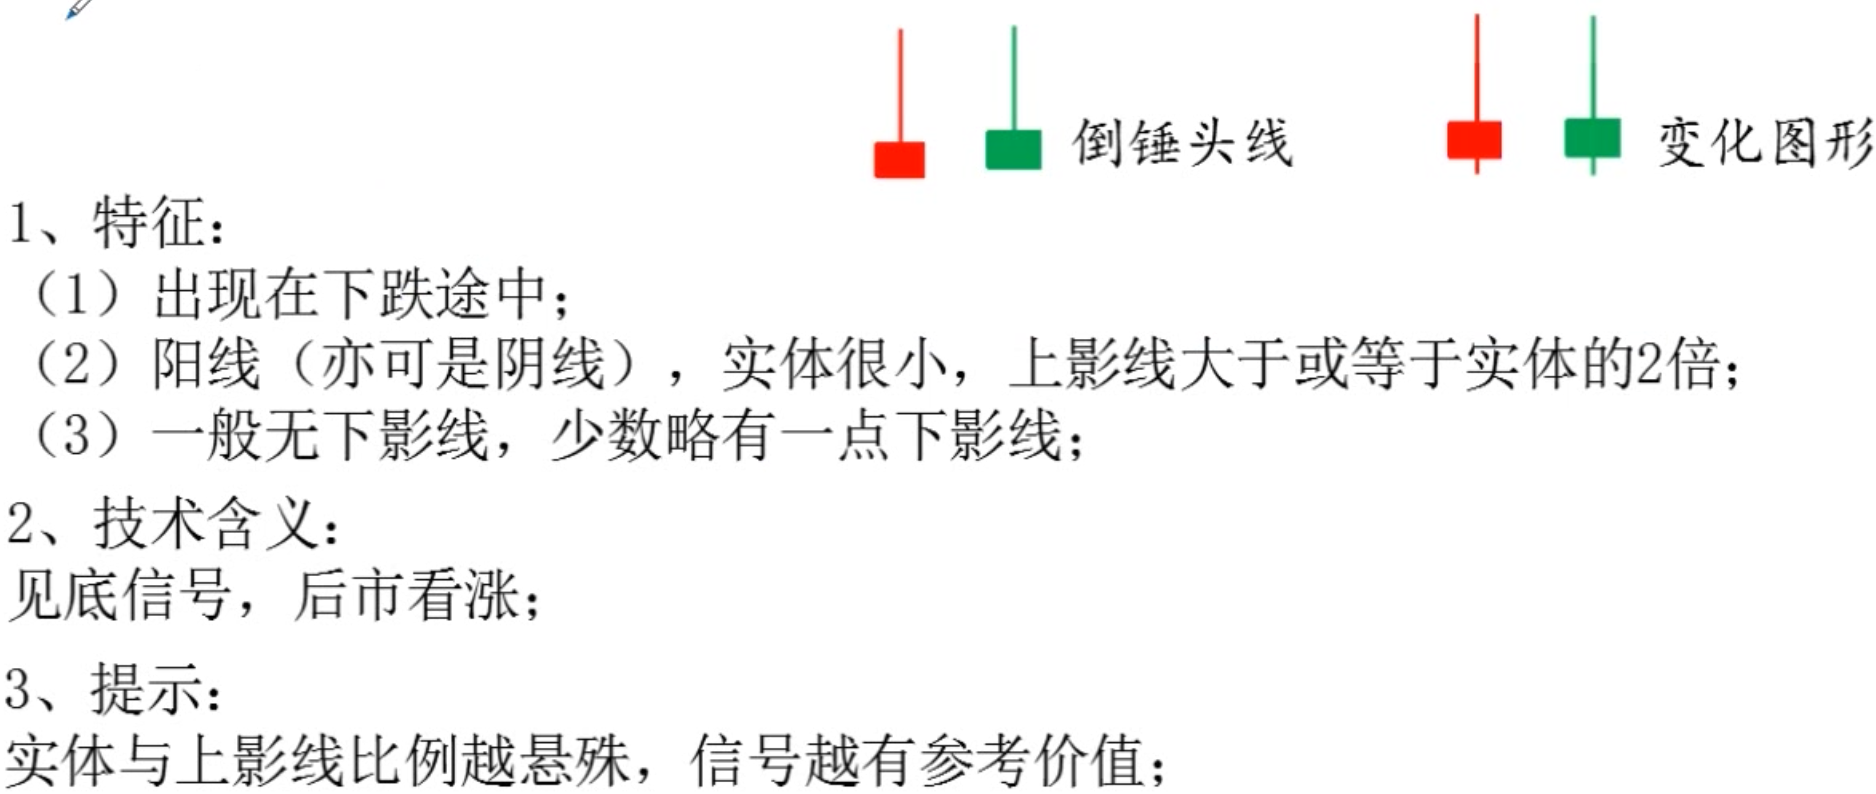 倒锤头线
变化图形
1、特征：
（1）出现在下跌途中；
（2）阳线（亦可是阴线），实体很小，上影线大于或等于实体的2倍；
（3）一般无下影线，少数略有一点下影线；
2、技术含义：
见底信号，后市看涨；
3、提示：
实体与上影线比例越悬殊，信号越有参考价值；